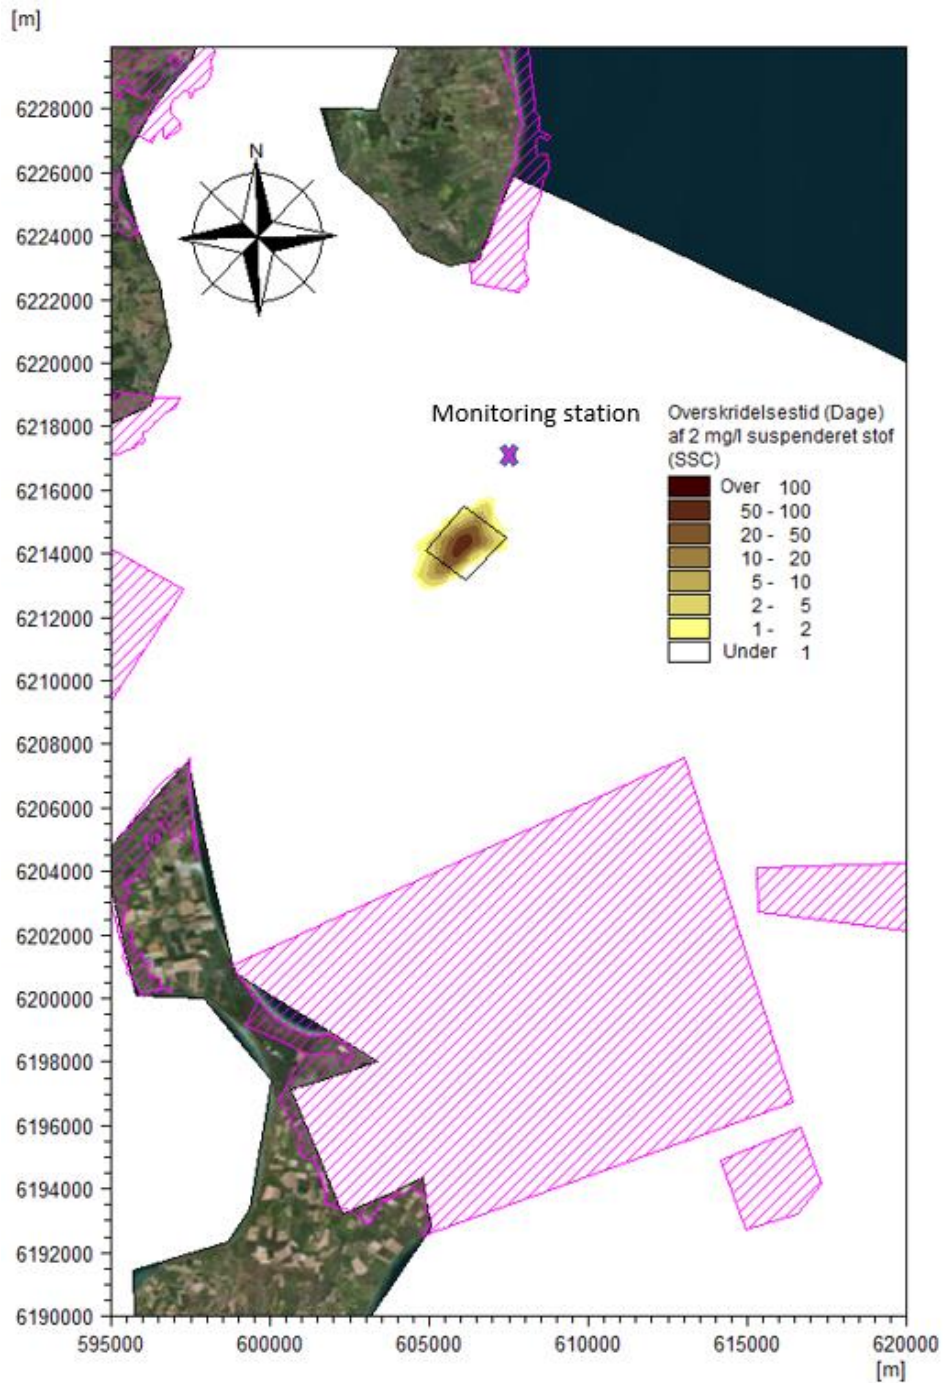 [m]
6228000
N
6226000
6224000
6222000
6220000
6218000
Monitoring station
Overskridelsestid (Dage)
af 2 mg/l suspenderet stof
(SSC)
6216000
Over 100
50 - 100
20 - 50
6214000
10 - 20
5 - 10
2 - 5
6212000
1 - 2
Under 1
6210000
6208000
6206000
6204000
6202000
6200000
6198000
6196000
6194000
6192000
6190000
595000 600000 605000 610000 615000 620000
[m]